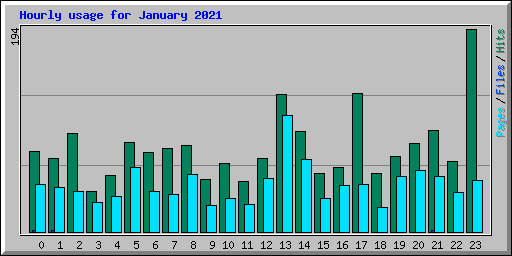 Hourly usage for January 2021
194
Pages / Files / Hits
0 1 2 3 4 5 6 7 8 9 10 11 12 13 14 15 16 17 18 19 20 21 22 23